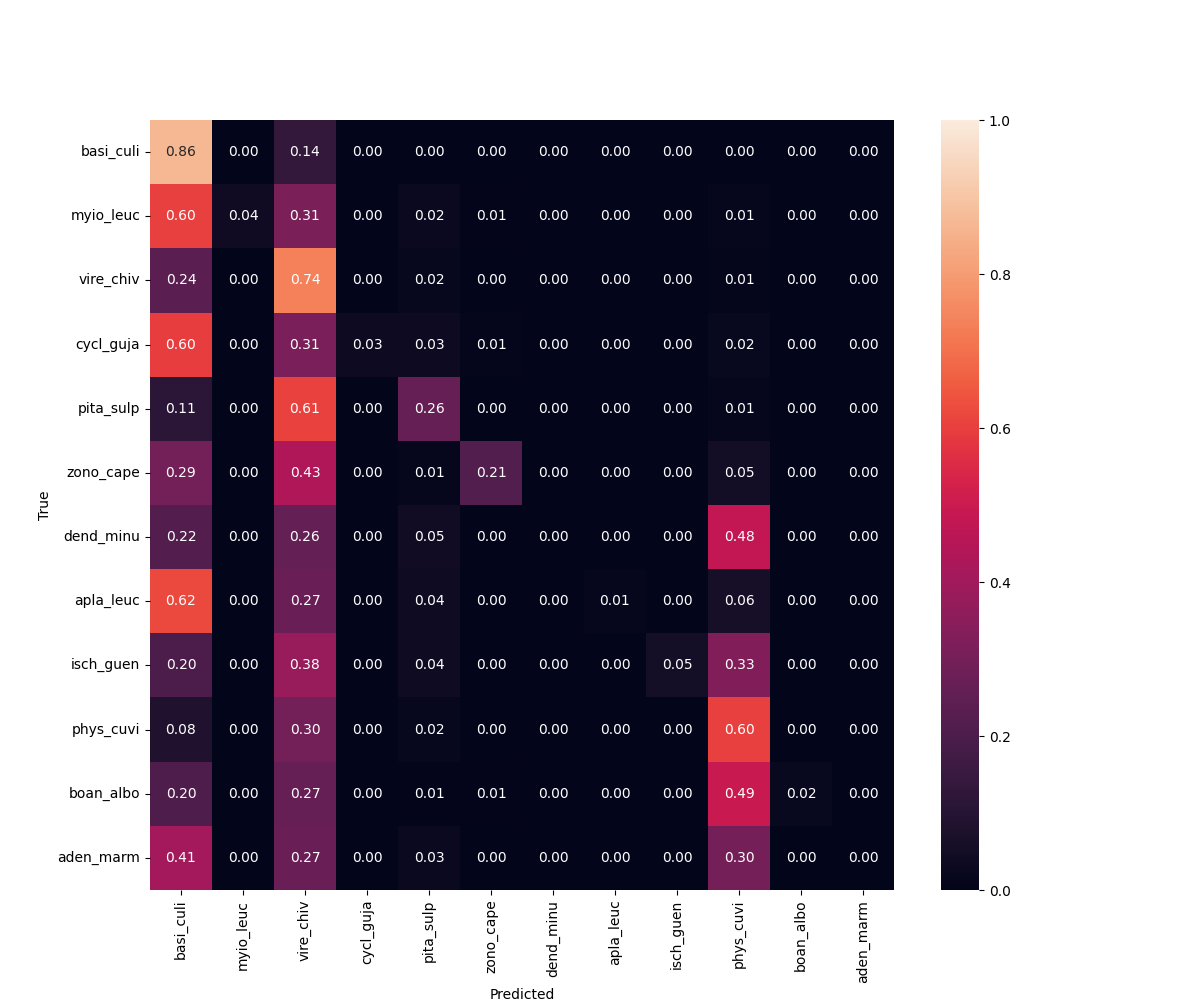 basi_culi 0.86 0.00 0.14 0.00 0.00 0.00 0.00 0.00 0.00 0.00 0.00 0.00
myio_leuc 0.60 0.04 0.31 0.00 0.02 0.01 0.00 0.00 0.00 0.01 0.00 0.00
vire_chiv 0.24 0.00 0.74 0.00 0.02 0.00 0.00 0.00 0.00 0.01 0.00 0.00
cycl_guja 0.60 0.00 0.31 0.03 0.03 0.01 0.00 0.00 0.00 0.02 0.00 0.00
pita_sulp 0.11 0.00 0.61 0.00 0.26 0.00 0.00 0.00 0.00 0.01 0.00 0.00
zono_cape 0.29 0.00 0.43 0.00 0.01 0.21 0.00 0.00 0.00 0.05 0.00 0.00
dend_minu 0.22 0.00 0.26 0.00 0.05 0.00 0.00 0.00 0.00 0.48 0.00 0.00
apla_leuc 0.62 0.00 0.27 0.00 0.04 0.00 0.00 0.01 0.00 0.06 0.00 0.00
isch_guen 0.20 0.00 0.38 0.00 0.04 0.00 0.00 0.00 0.05 0.33 0.00 0.00
phys_cuvi 0.08 0.00 0.30 0.00 0.02 0.00 0.00 0.00 0.00 0.60 0.00 0.00
boan_albo 0.20 0.00 0.27 0.00 0.01 0.01 0.00 0.00 0.00 0.49 0.02 0.00
aden_marm 0.41 0.00 0.27 0.00 0.03 0.00 0.00 0.00 0.00 0.30 0.00 0.00
basi_culi myio_leuc vire_chiv cycl_guja pita_sulp zono_cape dend_minu apla_leuc isch_guen phys_cuvi boan_albo aden_marm
Predicted
True
1.0
0.8
0.6
0.4
0.2
0.0